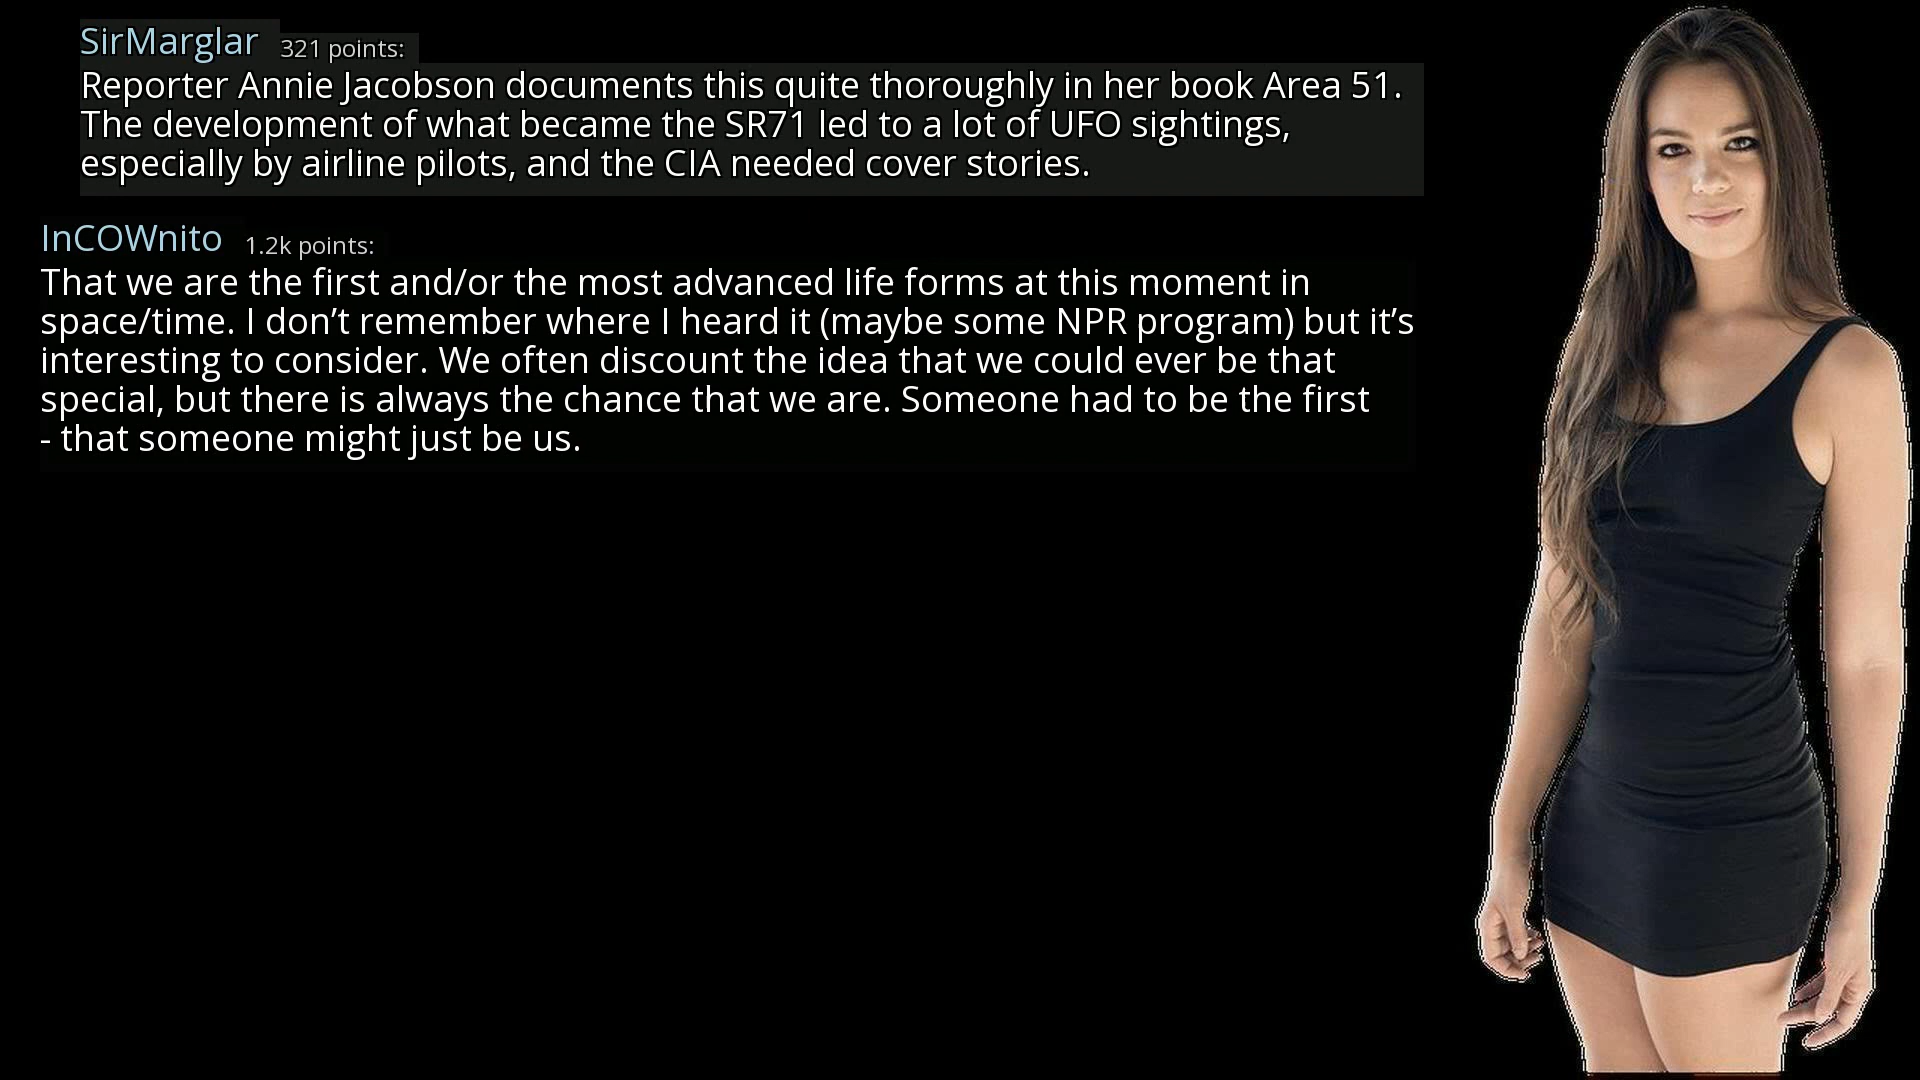 SirMarglar 321 points:
Reporter Annie Jacobson documents this quite thoroughly in her book Area 51.
The development of what became the SR71 led to a lot of UFO sightings,
especially by airline pilots, and the CIA needed cover stories.
InCOWnito 1.2k points:
That we are the first and/or the most advanced life forms at this moment in
space/time. I don’t remember where I heard it (maybe some NPR program) but it’s
interesting to consider. We often discount the idea that we could ever be that
special, but there is always the chance that we are. Someone had to be the first
- that someone might just be us.